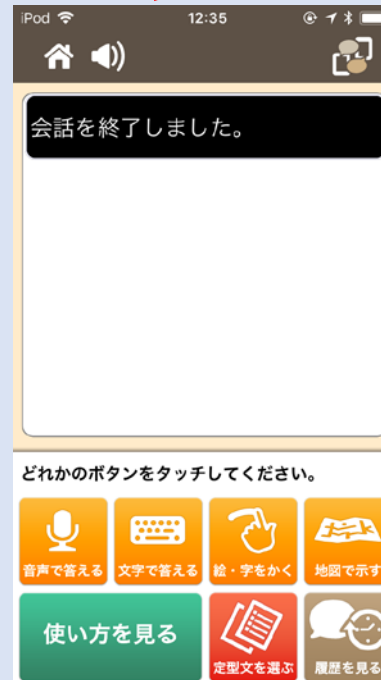 iPod 12:35
会話を終了しました。
どれかのボタンをタッチしてください。
音声で答える 文字で答える 絵・字をかく 地図で示す
使い方を見る 定型文を選ぶ 履歴を見る